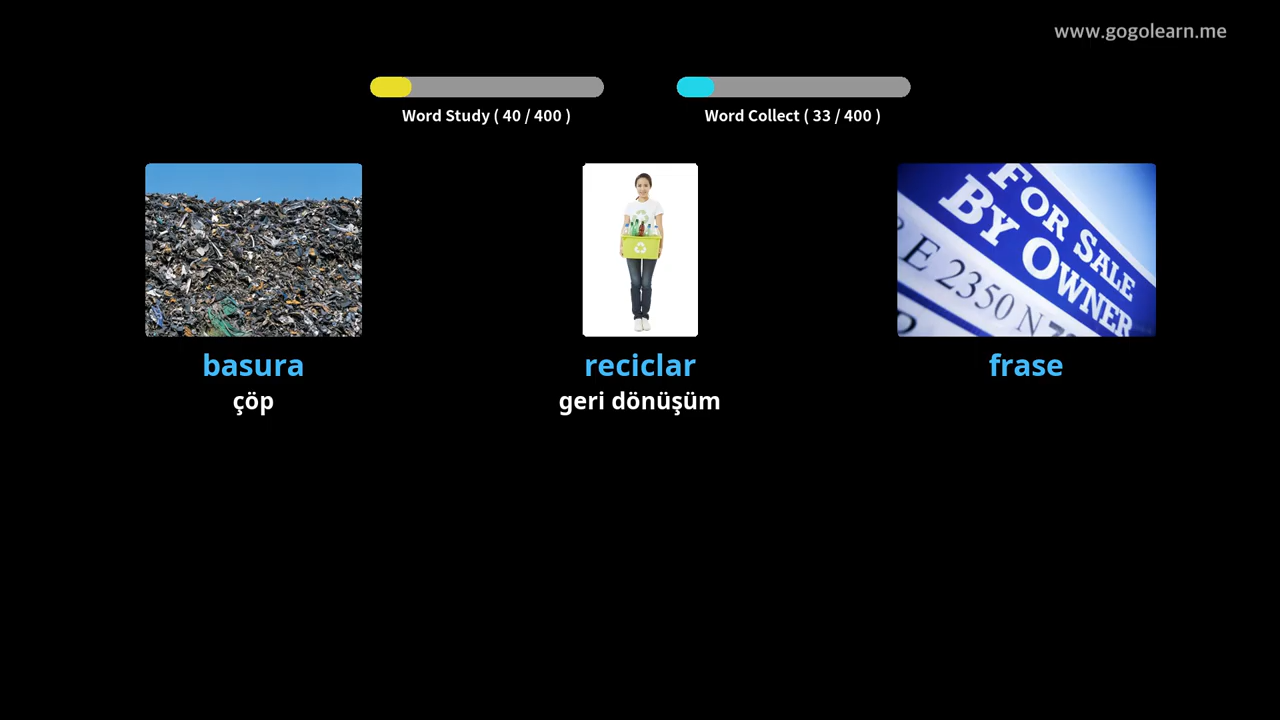 www.gogolearn.me
Word Study ( 40 / 400 )
Word Collect ( 33 / 400 )
FOR SALE
BY OWNER
E 2350 N
basura
reciclar
frase
çöp
geri dönüşüm